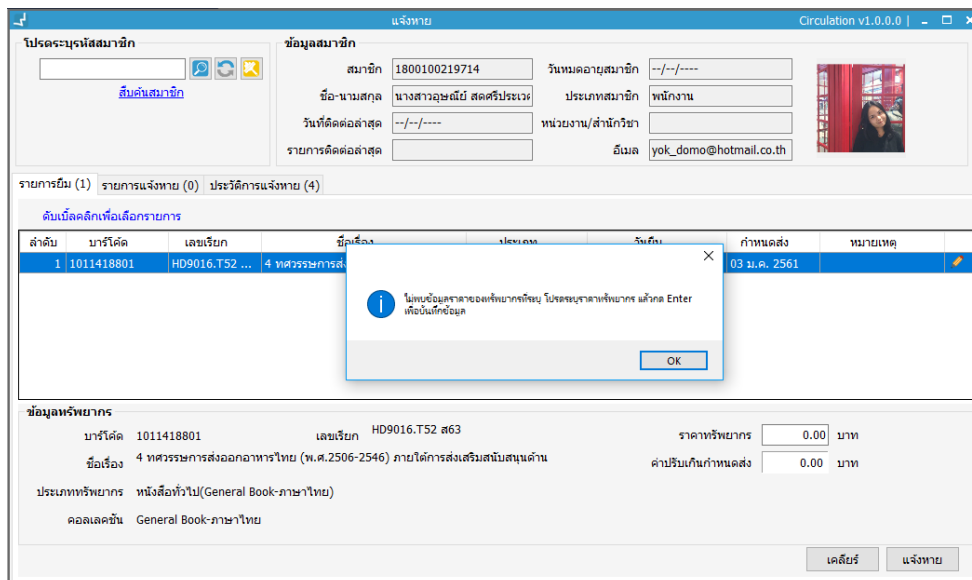 แจ้งหาย
Circulation v1.0.0.0 |
โปรดระบุรหัสสมาชิก
สืบค้นสมาชิก
ข้อมูลสมาชิก
สมาชิก 1800100219714 วันหมดอายุสมาชิก --/--/----
ชื่อ-นามสกุล นางสาวอุษณีย์ สดศรีประเวศ ประเภทสมาชิก พนักงาน
วันที่ติดต่อล่าสุด --/--/---- หน่วยงาน/สำนักวิชา
รายการติดต่อล่าสุด อีเมล yok_domo@hotmail.co.th
รายการยืม (1) รายการแจ้งหาย (0) ประวัติการแจ้งหาย (4)
ดับเบิ้ลคลิกเพื่อเลือกรายการ
ลำดับ บาร์โค้ด เลขเรียก ชื่อเรื่อง ประเภท วันยืม กำหนดส่ง หมายเหตุ
1 1011418801 HD9016.T52 ... 4 ทศวรรษการส่ง 03 ม.ค. 2561
ไม่พบข้อมูลราคาของทรัพยากรที่ระบุ โปรดระบุราคาทรัพยากร แล้วกด Enter
เพื่อบันทึกข้อมูล
OK
ข้อมูลทรัพยากร
บาร์โค้ด 1011418801 เลขเรียก HD9016.T52 ส63 ราคาทรัพยากร 0.00 บาท
ชื่อเรื่อง 4 ทศวรรษการส่งออกอาหารไทย (พ.ศ.2506-2546) ภายใต้การส่งเสริมสนับสนุนด้าน ค่าปรับเกินกำหนดส่ง 0.00 บาท
ประเภททรัพยากร หนังสือทั่วไป(General Book-ภาษาไทย)
คอลเลคชัน General Book-ภาษาไทย
เคลียร์ แจ้งหาย